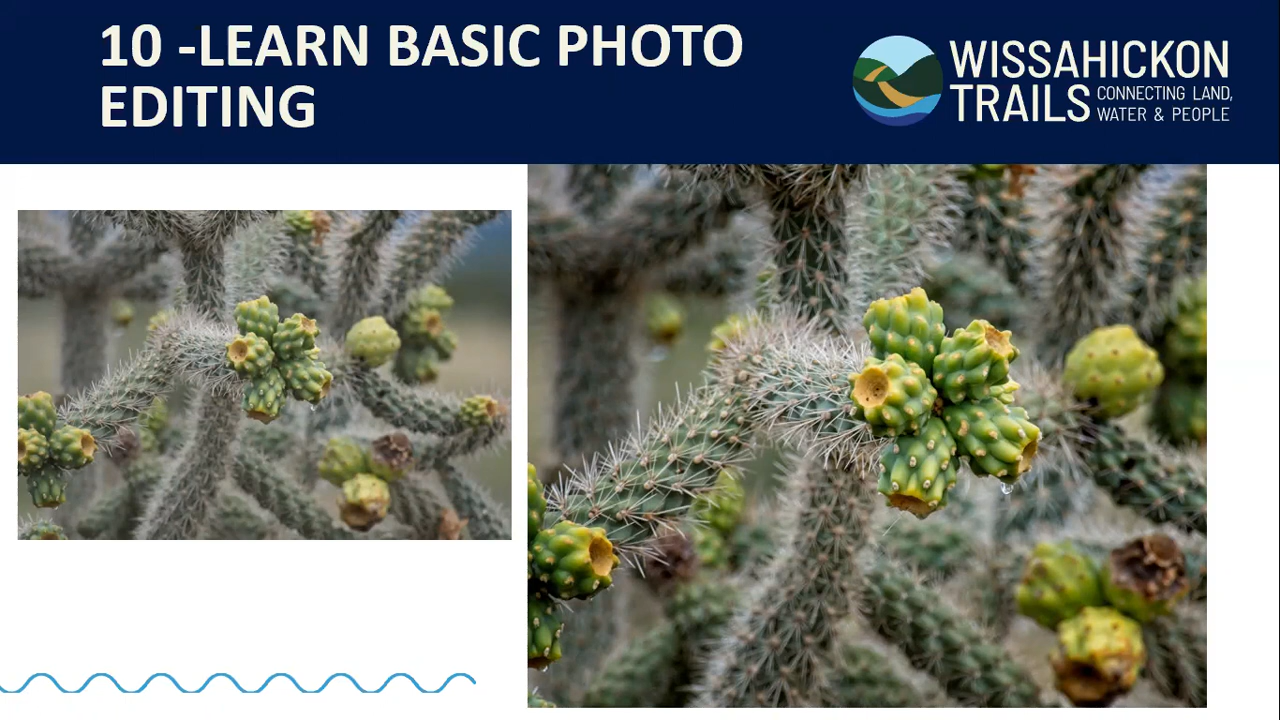 10 -LEARN BASIC PHOTO
EDITING
WISSAHICKON
TRAILS
CONNECTING LAND,
WATER & PEOPLE